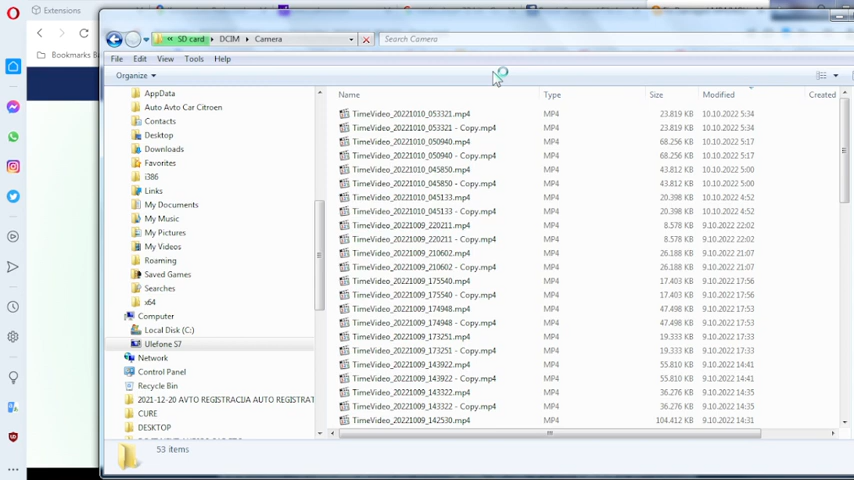 Extensions
SD card DCIM Camera
Search Camera
Bookmarks Ba
File Edit View Tools Help
Organize
Name Type Size Modified Created
AppData
Auto Avto Car Citroen
Contacts
Desktop
Downloads
Favorites
i386
Links
My Documents
My Music
My Pictures
My Videos
Roaming
Saved Games
Searches
x64
Computer
Local Disk (C:)
Ulefone S7
Network
Control Panel
Recycle Bin
2021-12-20 AVTO REGISTRACIJA AUTO REGISTRAT
CURE
DESKTOP
TimeVideo_20221010_053321.mp4 MP4 23.819 KB 10.10.2022 5:34
TimeVideo_20221010_053321 - Copy.mp4 MP4 23.819 KB 10.10.2022 5:34
TimeVideo_20221010_050940.mp4 MP4 68.256 KB 10.10.2022 5:17
TimeVideo_20221010_050940 - Copy.mp4 MP4 68.256 KB 10.10.2022 5:17
TimeVideo_20221010_045850.mp4 MP4 43.812 KB 10.10.2022 5:00
TimeVideo_20221010_045850 - Copy.mp4 MP4 43.812 KB 10.10.2022 5:00
TimeVideo_20221010_045133.mp4 MP4 20.398 KB 10.10.2022 4:52
TimeVideo_20221010_045133 - Copy.mp4 MP4 20.398 KB 10.10.2022 4:52
TimeVideo_20221009_220211.mp4 MP4 8.578 KB 9.10.2022 22:02
TimeVideo_20221009_220211 - Copy.mp4 MP4 8.578 KB 9.10.2022 22:02
TimeVideo_20221009_210602.mp4 MP4 26.188 KB 9.10.2022 21:07
TimeVideo_20221009_210602 - Copy.mp4 MP4 26.188 KB 9.10.2022 21:07
TimeVideo_20221009_175540.mp4 MP4 17.403 KB 9.10.2022 17:56
TimeVideo_20221009_175540 - Copy.mp4 MP4 17.403 KB 9.10.2022 17:56
TimeVideo_20221009_174948.mp4 MP4 47.498 KB 9.10.2022 17:53
TimeVideo_20221009_174948 - Copy.mp4 MP4 47.498 KB 9.10.2022 17:53
TimeVideo_20221009_173251.mp4 MP4 19.333 KB 9.10.2022 17:33
TimeVideo_20221009_173251 - Copy.mp4 MP4 19.333 KB 9.10.2022 17:33
TimeVideo_20221009_143922.mp4 MP4 55.810 KB 9.10.2022 14:41
TimeVideo_20221009_143922 - Copy.mp4 MP4 55.810 KB 9.10.2022 14:41
TimeVideo_20221009_143322.mp4 MP4 36.276 KB 9.10.2022 14:35
TimeVideo_20221009_143322 - Copy.mp4 MP4 36.276 KB 9.10.2022 14:35
TimeVideo_20221009_142530.mp4 MP4 104.412 KB 9.10.2022 14:31
53 items